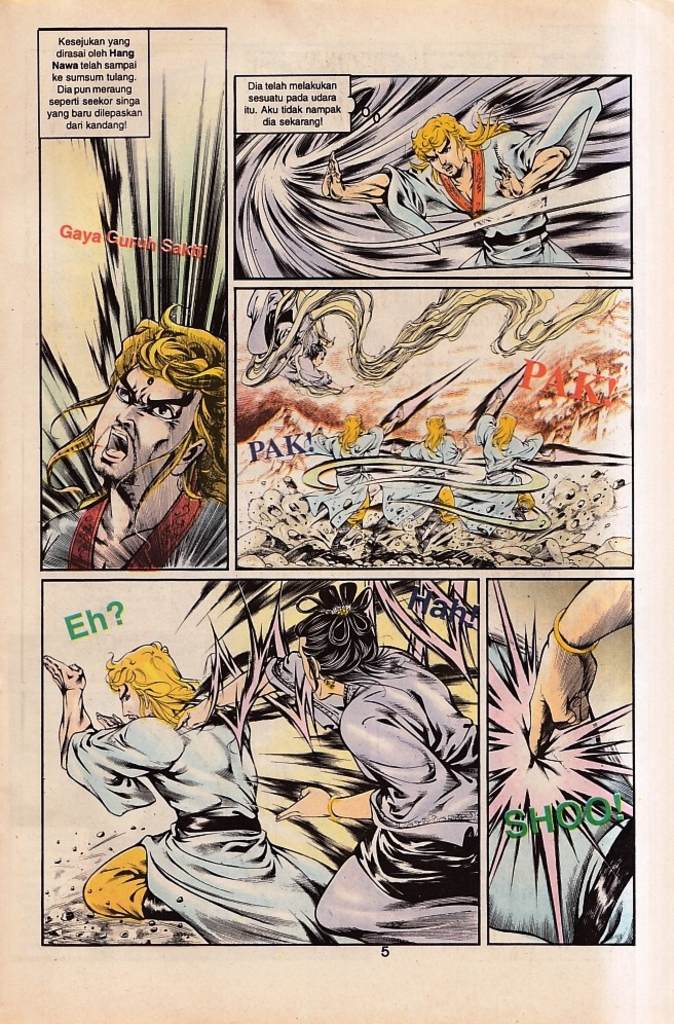 Kesejukan yang
dirasai oleh Hang
Nawa telah sampai
ke sumsum tulang.
Dia pun meraung
seperti seekor singa
yang baru dilepaskan
dari kandang!
Gaya Guruh Sakti!
Dia telah melakukan
sesuatu pada udara
itu. Aku tidak nampak
dia sekarang!
PAK!
PAK!
Eh?
Hah!
SHOO!
5